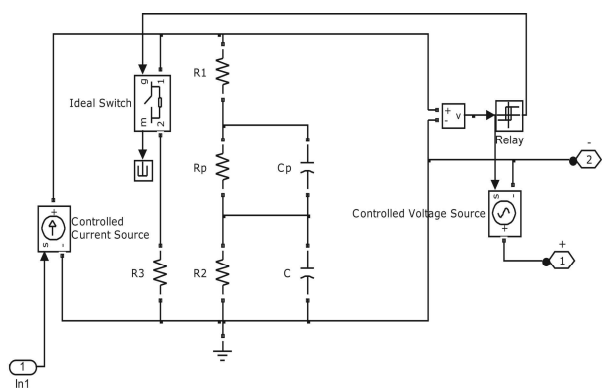 g
1
R1
Ideal Switch
m
2
+
-
v
Relay
-
2
Rp
Cp
s
Controlled Voltage Source
+
+
1
+
s
-
Controlled
Current Source
-
R3
R2
C
1
In1